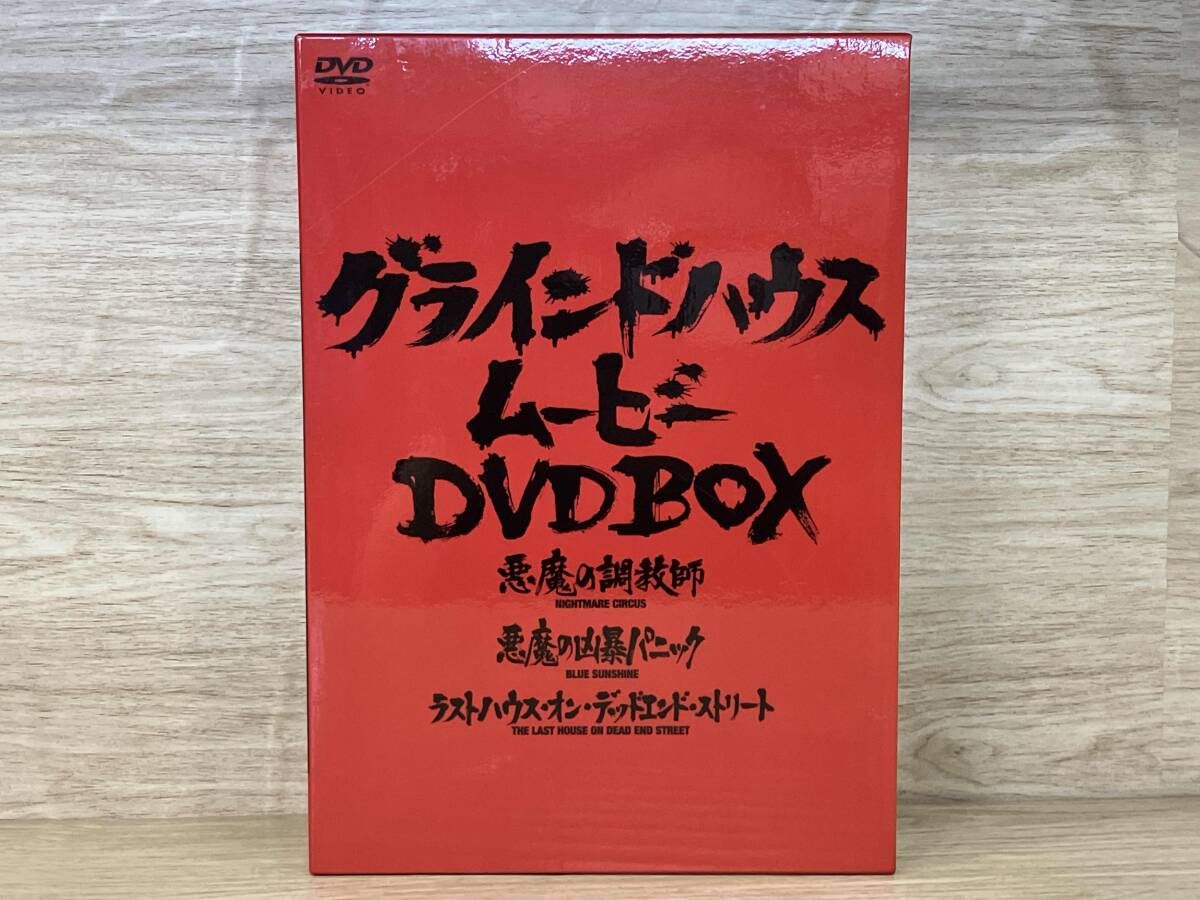 DVD
VIDEO
グラインドハウス
ムービー
DVD BOX
悪魔の調教師
NIGHTMARE CIRCUS
悪魔の凶暴パニック
BLUE SUNSHINE
ラストハウス・オン・デッドエンド・ストリート
THE LAST HOUSE ON DEAD END STREET